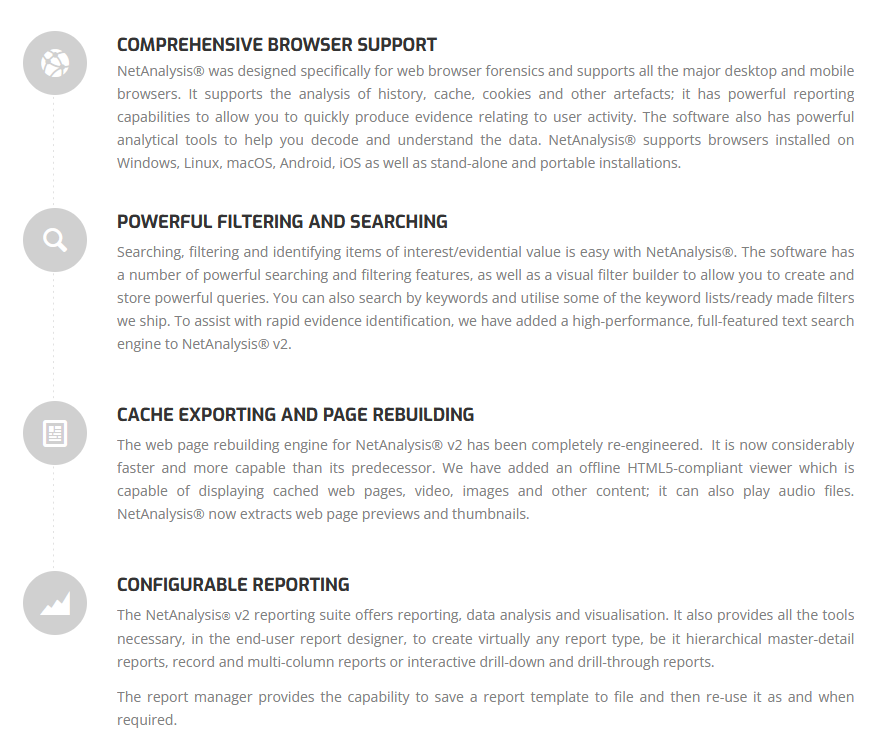 COMPREHENSIVE BROWSER SUPPORT
NetAnalysis® was designed specifically for web browser forensics and supports all the major desktop and mobile
browsers. It supports the analysis of history, cache, cookies and other artefacts; it has powerful reporting
capabilities to allow you to quickly produce evidence relating to user activity. The software also has powerful
analytical tools to help you decode and understand the data. NetAnalysis® supports browsers installed on
Windows, Linux, macOS, Android, iOS as well as stand-alone and portable installations.
POWERFUL FILTERING AND SEARCHING
Searching, filtering and identifying items of interest/evidential value is easy with NetAnalysis®. The software has
a number of powerful searching and filtering features, as well as a visual filter builder to allow you to create and
store powerful queries. You can also search by keywords and utilise some of the keyword lists/ready made filters
we ship. To assist with rapid evidence identification, we have added a high-performance, full-featured text search
engine to NetAnalysis® v2.
CACHE EXPORTING AND PAGE REBUILDING
The web page rebuilding engine for NetAnalysis® v2 has been completely re-engineered. It is now considerably
faster and more capable than its predecessor. We have added an offline HTML5-compliant viewer which is
capable of displaying cached web pages, video, images and other content; it can also play audio files.
NetAnalysis® now extracts web page previews and thumbnails.
CONFIGURABLE REPORTING
The NetAnalysis® v2 reporting suite offers reporting, data analysis and visualisation. It also provides all the tools
necessary, in the end-user report designer, to create virtually any report type, be it hierarchical master-detail
reports, record and multi-column reports or interactive drill-down and drill-through reports.
The report manager provides the capability to save a report template to file and then re-use it as and when
required.